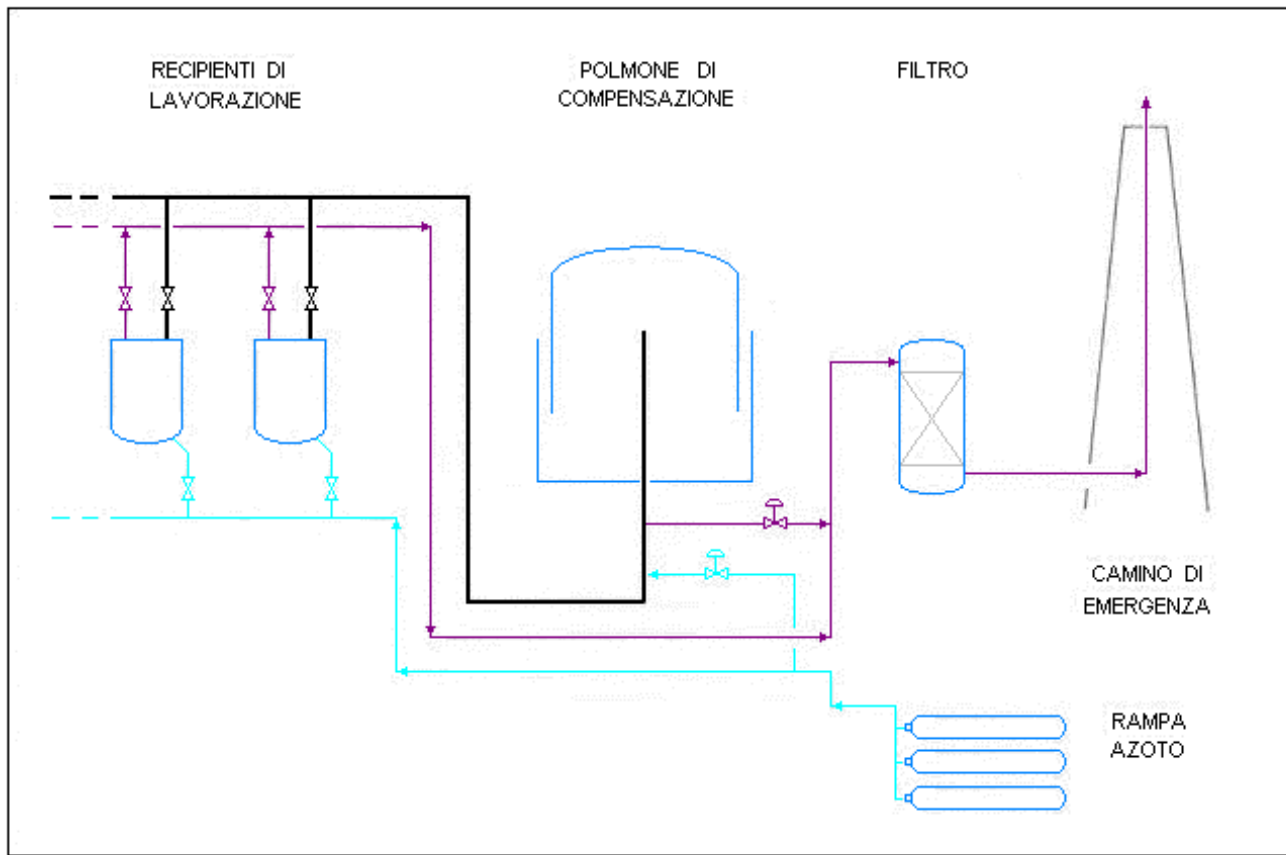 RECIPIENTI DI
LAVORAZIONE
POLMONE DI
COMPENSAZIONE
FILTRO
CAMINO DI
EMERGENZA
RAMPA
AZOTO